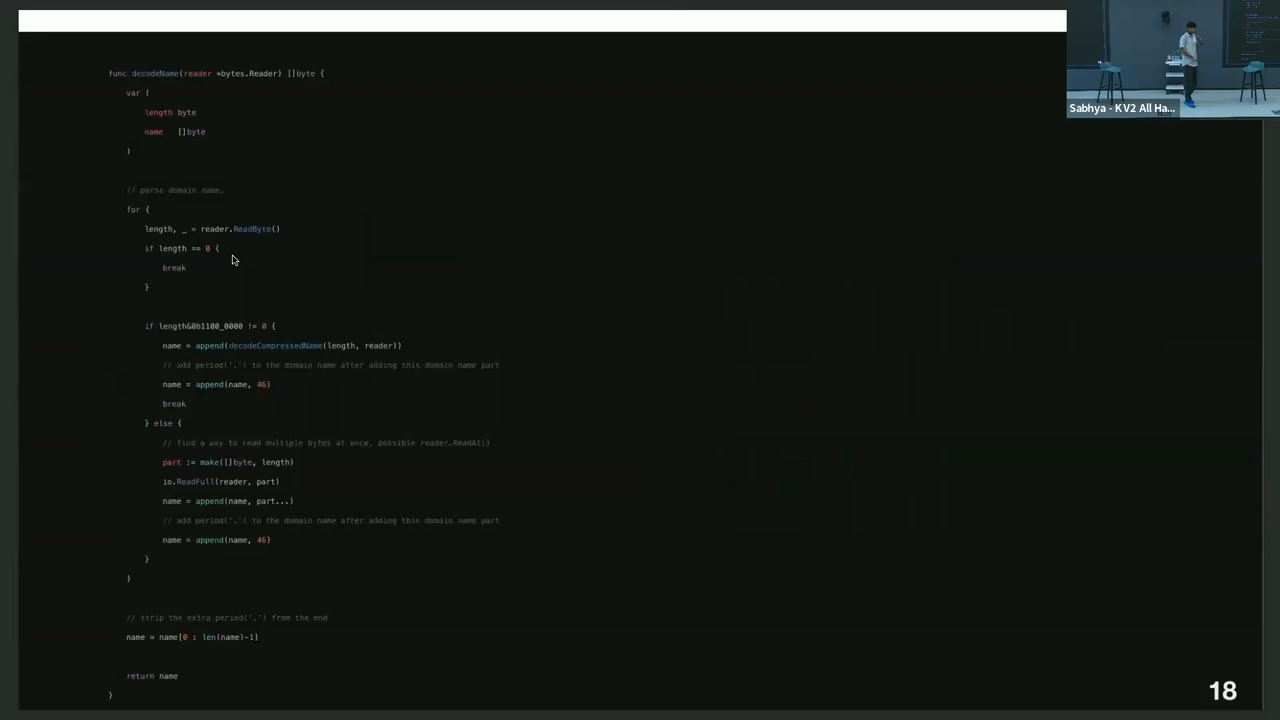 func decodeName(reader *bytes.Reader) []byte {
var (
length byte
name []byte
)
// parse domain name.
for {
length, _ = reader.ReadByte()
if length == 0 {
break
}
if length&0b1100_0000 != 0 {
name = append(decodeCompressedName(length, reader))
// add period('.') to the domain name after adding this domain name part
name = append(name, 46)
break
} else {
// find a way to read multiple bytes at once, possible reader.ReadAt()
part := make([]byte, length)
io.ReadFull(reader, part)
name = append(name, part...)
// add period('.') to the domain name after adding this domain name part
name = append(name, 46)
}
}
// strip the extra period('.') from the end
name = name[0 : len(name)-1]
return name
}
18
Sabhya - KV2 All Ha...